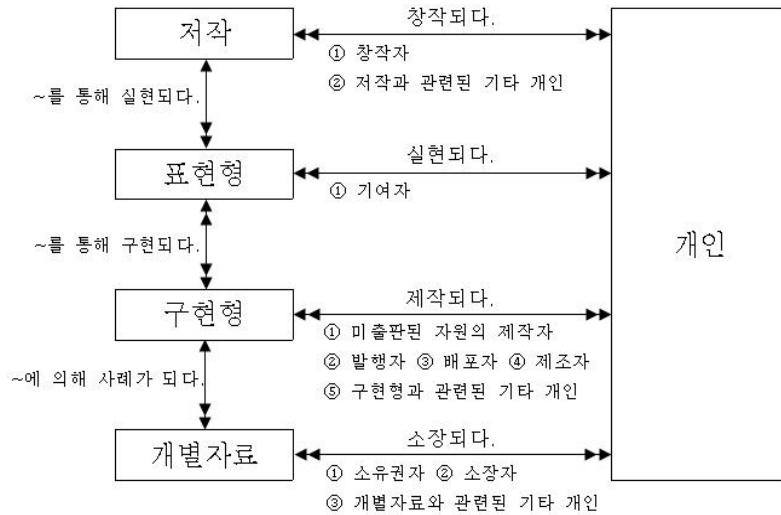 저작
창작되다.
① 창작자
② 저작과 관련된 기타 개인
~를 통해 실현되다.
표현형
실현되다.
① 기여자
~를 통해 구현되다.
개인
구현형
제작되다.
① 미출판된 자원의 제작자
② 발행자 ③ 배포자 ④ 제조자
⑤ 구현형과 관련된 기타 개인
~에 의해 사례가 되다.
개별자료
소장되다.
① 소유권자 ② 소장자
③ 개별자료와 관련된 기타 개인